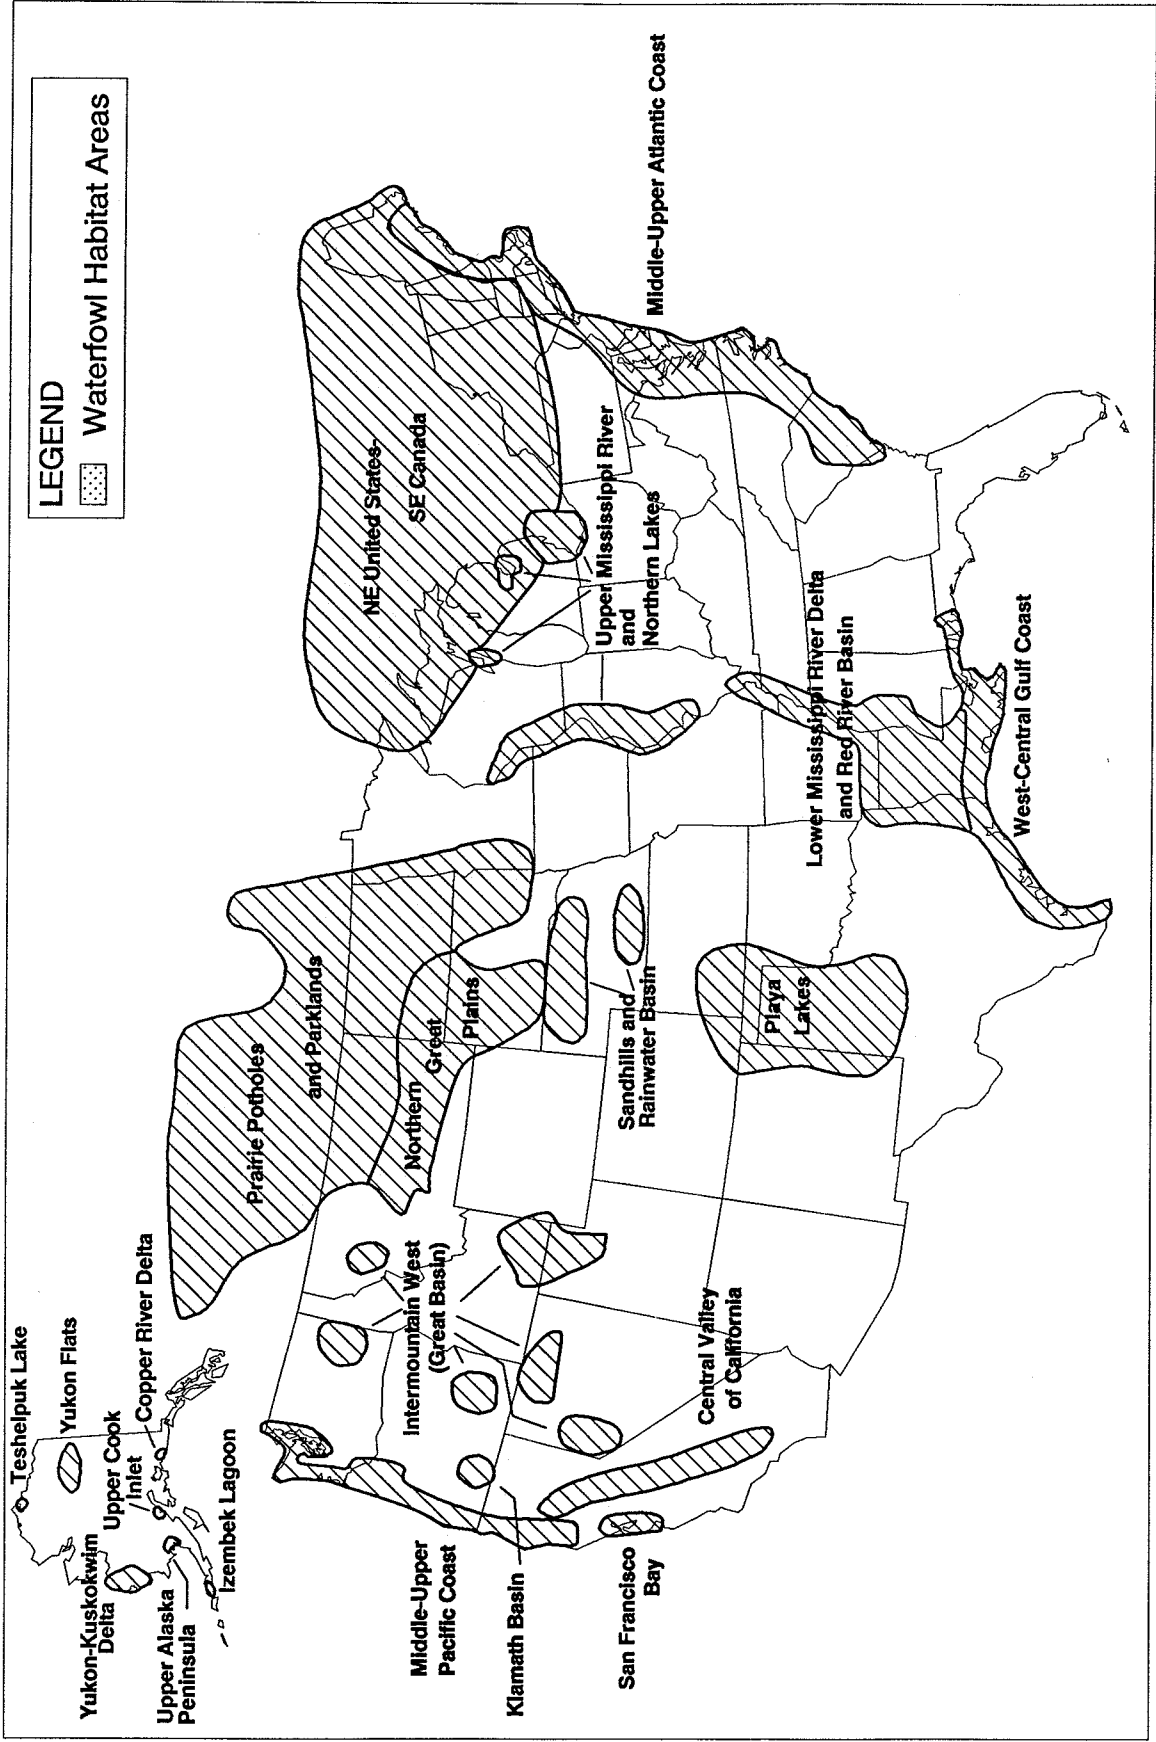 LEGEND
Waterfowl Habitat Areas
Teshelpuk Lake
Yukon Flats
Yukon-Kuskokwim
Delta
Upper Cook
Inlet
Copper River Delta
Upper Alaska
Peninsula
Izembek Lagoon
Prairie Potholes
and Parklands
Northern
Great
Plains
NE United States-
SE Canada
Intermountain West
(Great Basin)
Middle-Upper
Pacific Coast
Klamath Basin
San Francisco
Bay
Central Valley
of California
Sandhills and
Rainwater Basin
Playa
Lakes
Upper Mississippi River
and
Northern Lakes
Middle-Upper Atlantic Coast
Lower Mississippi River Delta
and Red River Basin
West-Central Gulf Coast